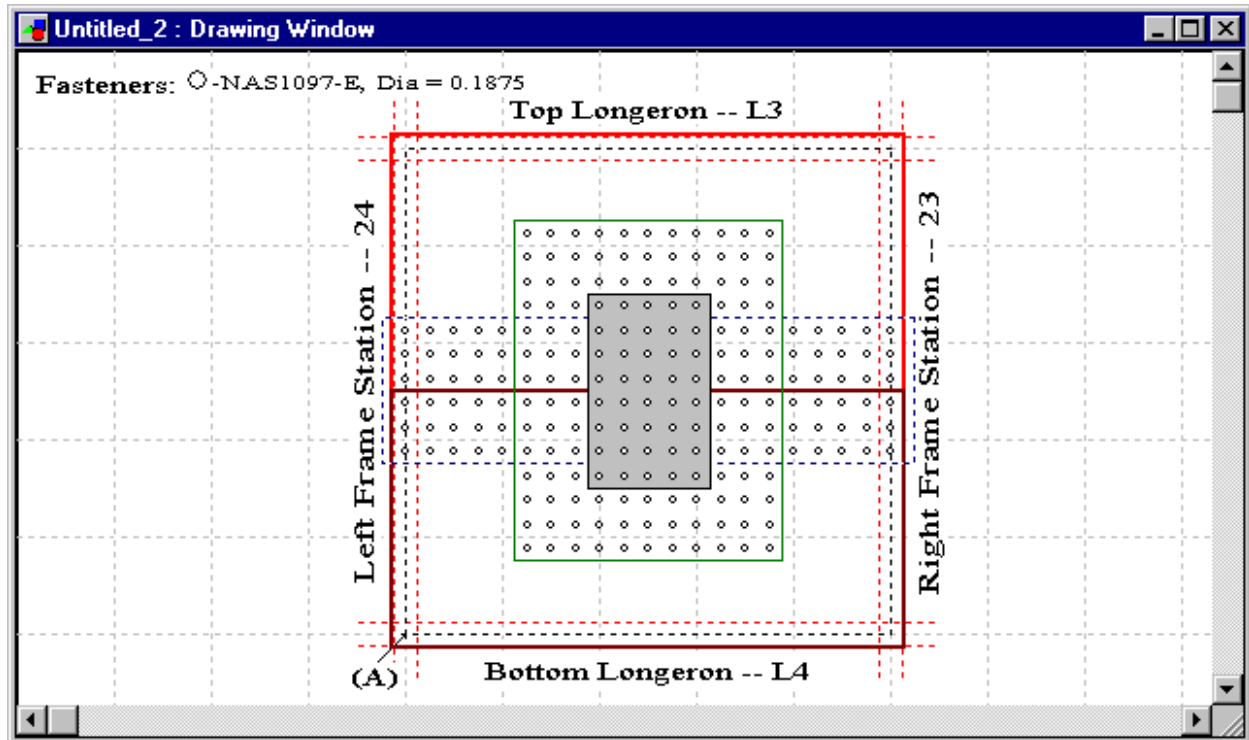 Untitled_2 : Drawing Window
Fasteners: O-NAS1097-E, Dia = 0.1875
Top Longeron -- L3
Left Frame Station -- 24
Right Frame Station -- 23
(A)
Bottom Longeron -- L4